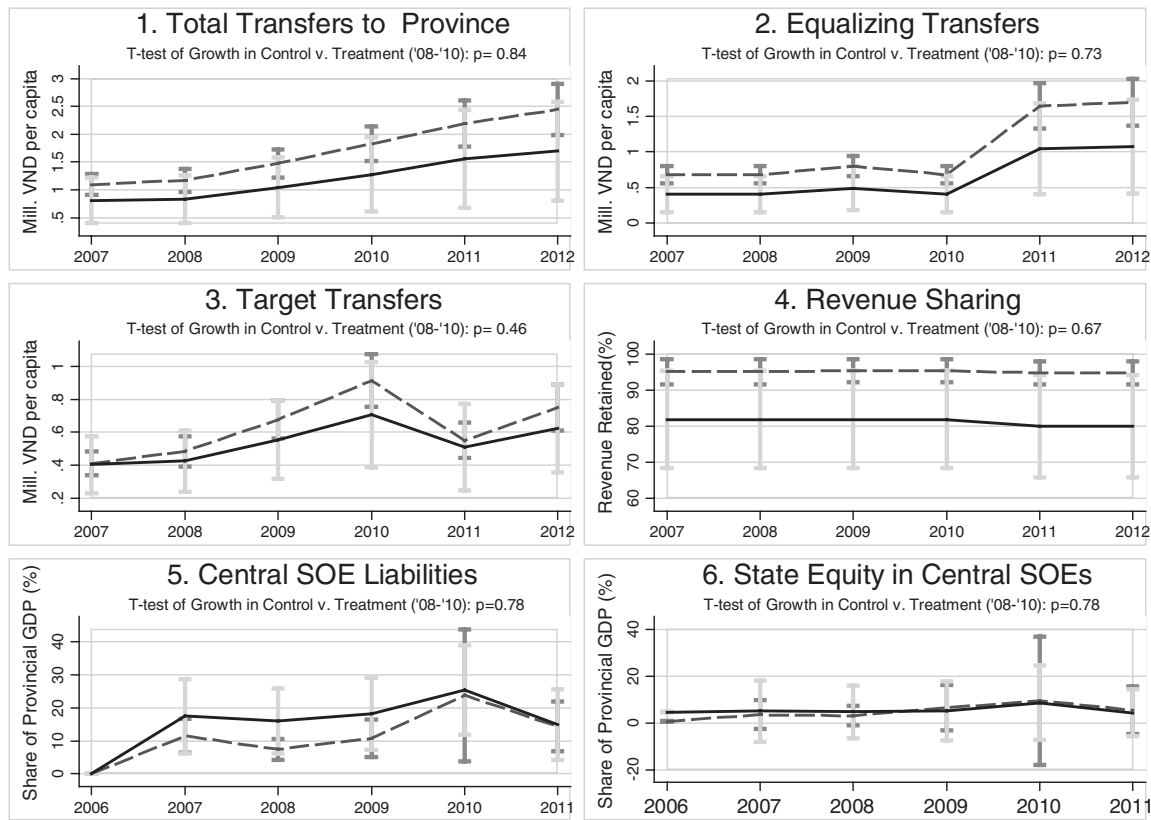 1. Total Transfers to Province
T-test of Growth in Control v. Treatment ('08-'10): p= 0.84
Mill. VND per capita
3
2.5
2
1.5
1
.5
2007 2008 2009 2010 2011 2012
2. Equalizing Transfers
T-test of Growth in Control v. Treatment ('08-'10): p= 0.73
Mill. VND per capita
2
1.5
1
.5
0
2007 2008 2009 2010 2011 2012
3. Target Transfers
T-test of Growth in Control v. Treatment ('08-'10): p= 0.46
Mill. VND per capita
1
.8
.6
.4
.2
2007 2008 2009 2010 2011 2012
4. Revenue Sharing
T-test of Growth in Control v. Treatment ('08-'10): p= 0.67
Revenue Retained(%)
100
90
80
70
60
2007 2008 2009 2010 2011 2012
5. Central SOE Liabilities
T-test of Growth in Control v. Treatment ('08-'10): p=0.78
Share of Provincial GDP (%)
40
30
20
10
0
2006 2007 2008 2009 2010 2011
6. State Equity in Central SOEs
T-test of Growth in Control v. Treatment ('08-'10): p=0.78
Share of Provincial GDP (%)
40
20
0
-20
2006 2007 2008 2009 2010 2011